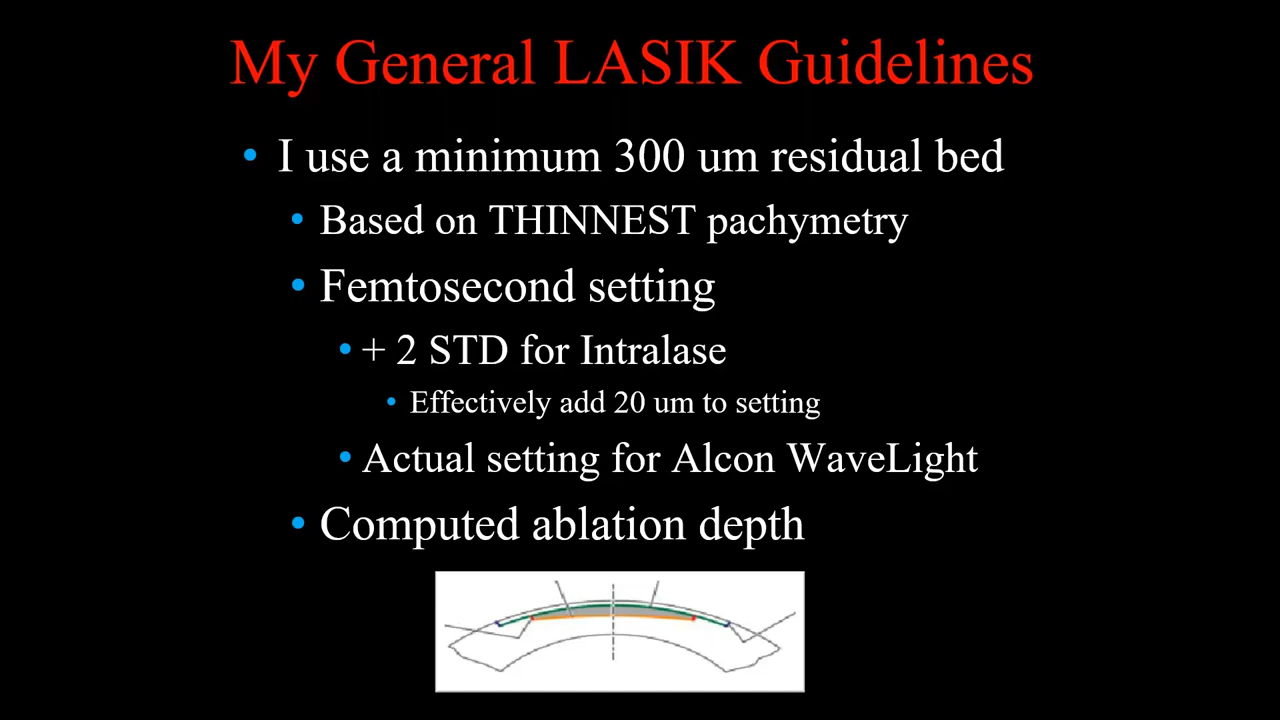 My General LASIK Guidelines
• I use a minimum 300 um residual bed
• Based on THINNEST pachymetry
• Femtosecond setting
• + 2 STD for Intralase
• Effectively add 20 um to setting
• Actual setting for Alcon WaveLight
• Computed ablation depth